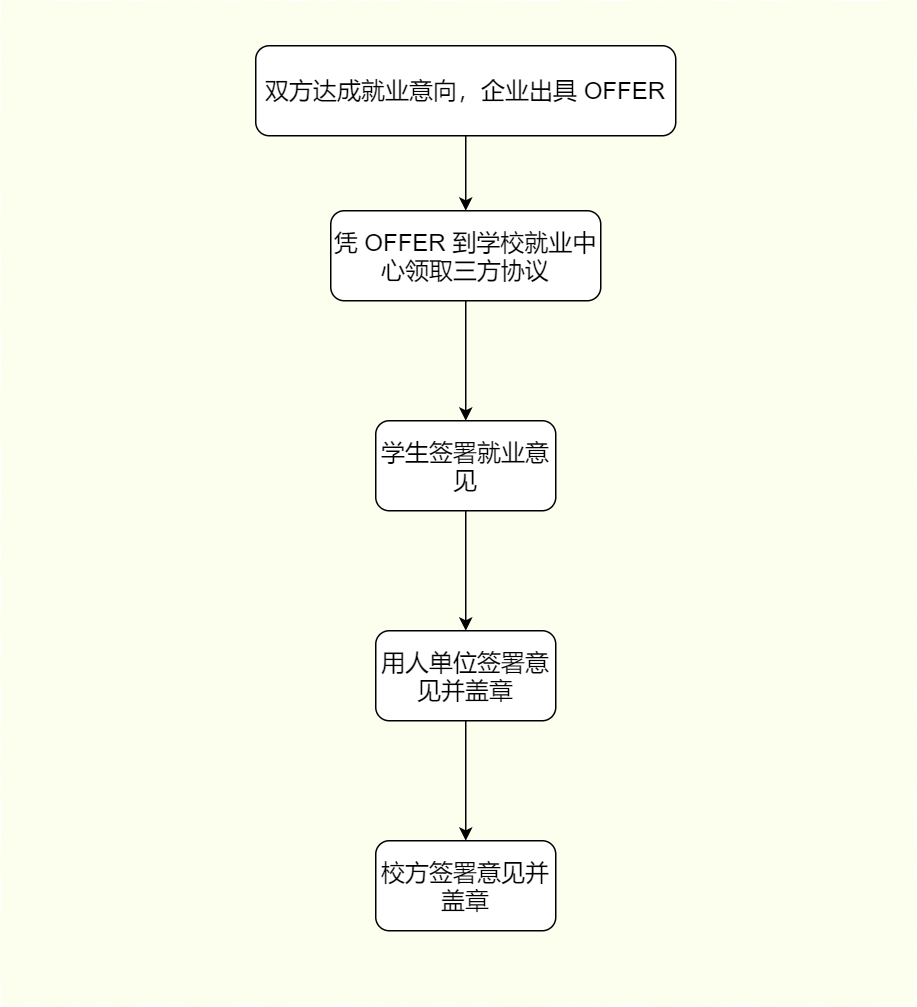 双方达成就业意向，企业出具 OFFER
凭 OFFER 到学校就业中
心领取三方协议
学生签署就业意
见
用人单位签署意
见并盖章
校方签署意见并
盖章